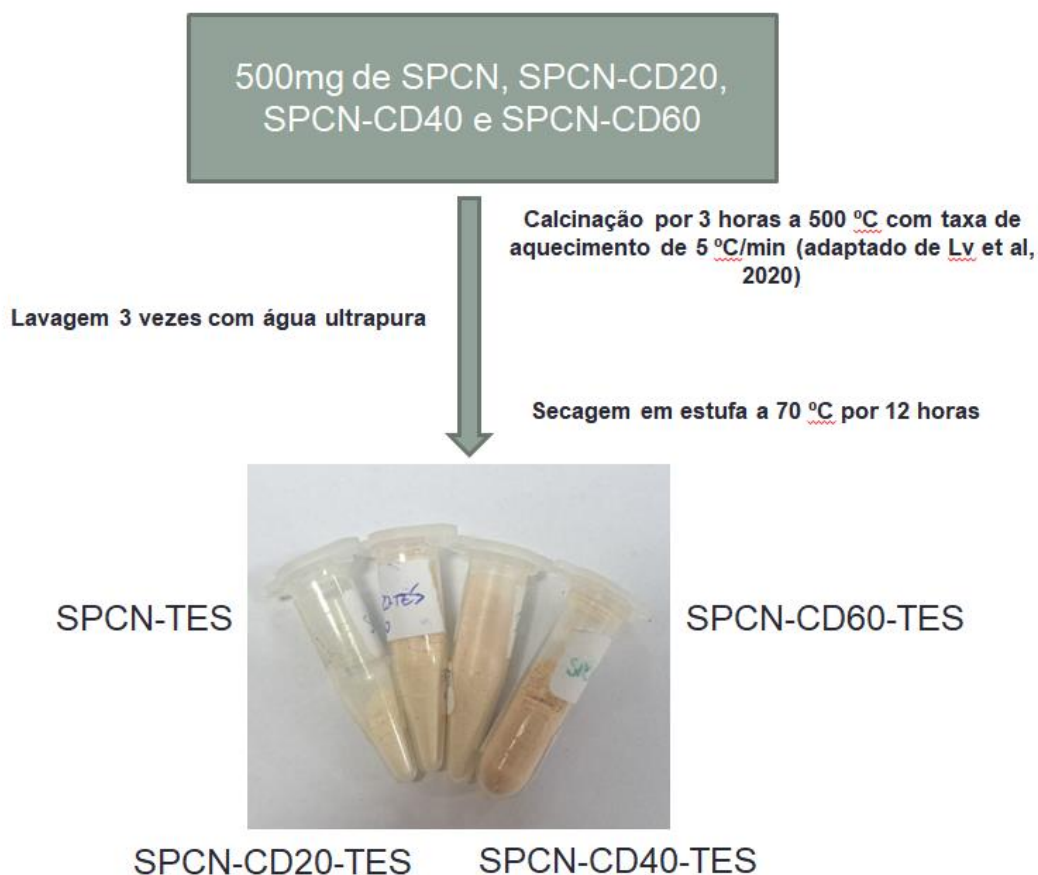 500mg de SPCN, SPCN-CD20,
SPCN-CD40 e SPCN-CD60
Calcinação por 3 horas a 500 ºC com taxa de
aquecimento de 5 ºC/min (adaptado de Lv et al,
2020)
Lavagem 3 vezes com água ultrapura
Secagem em estufa a 70 ºC por 12 horas
SPCN-TES
SPCN-CD60-TES
SPCN-CD20-TES
SPCN-CD40-TES